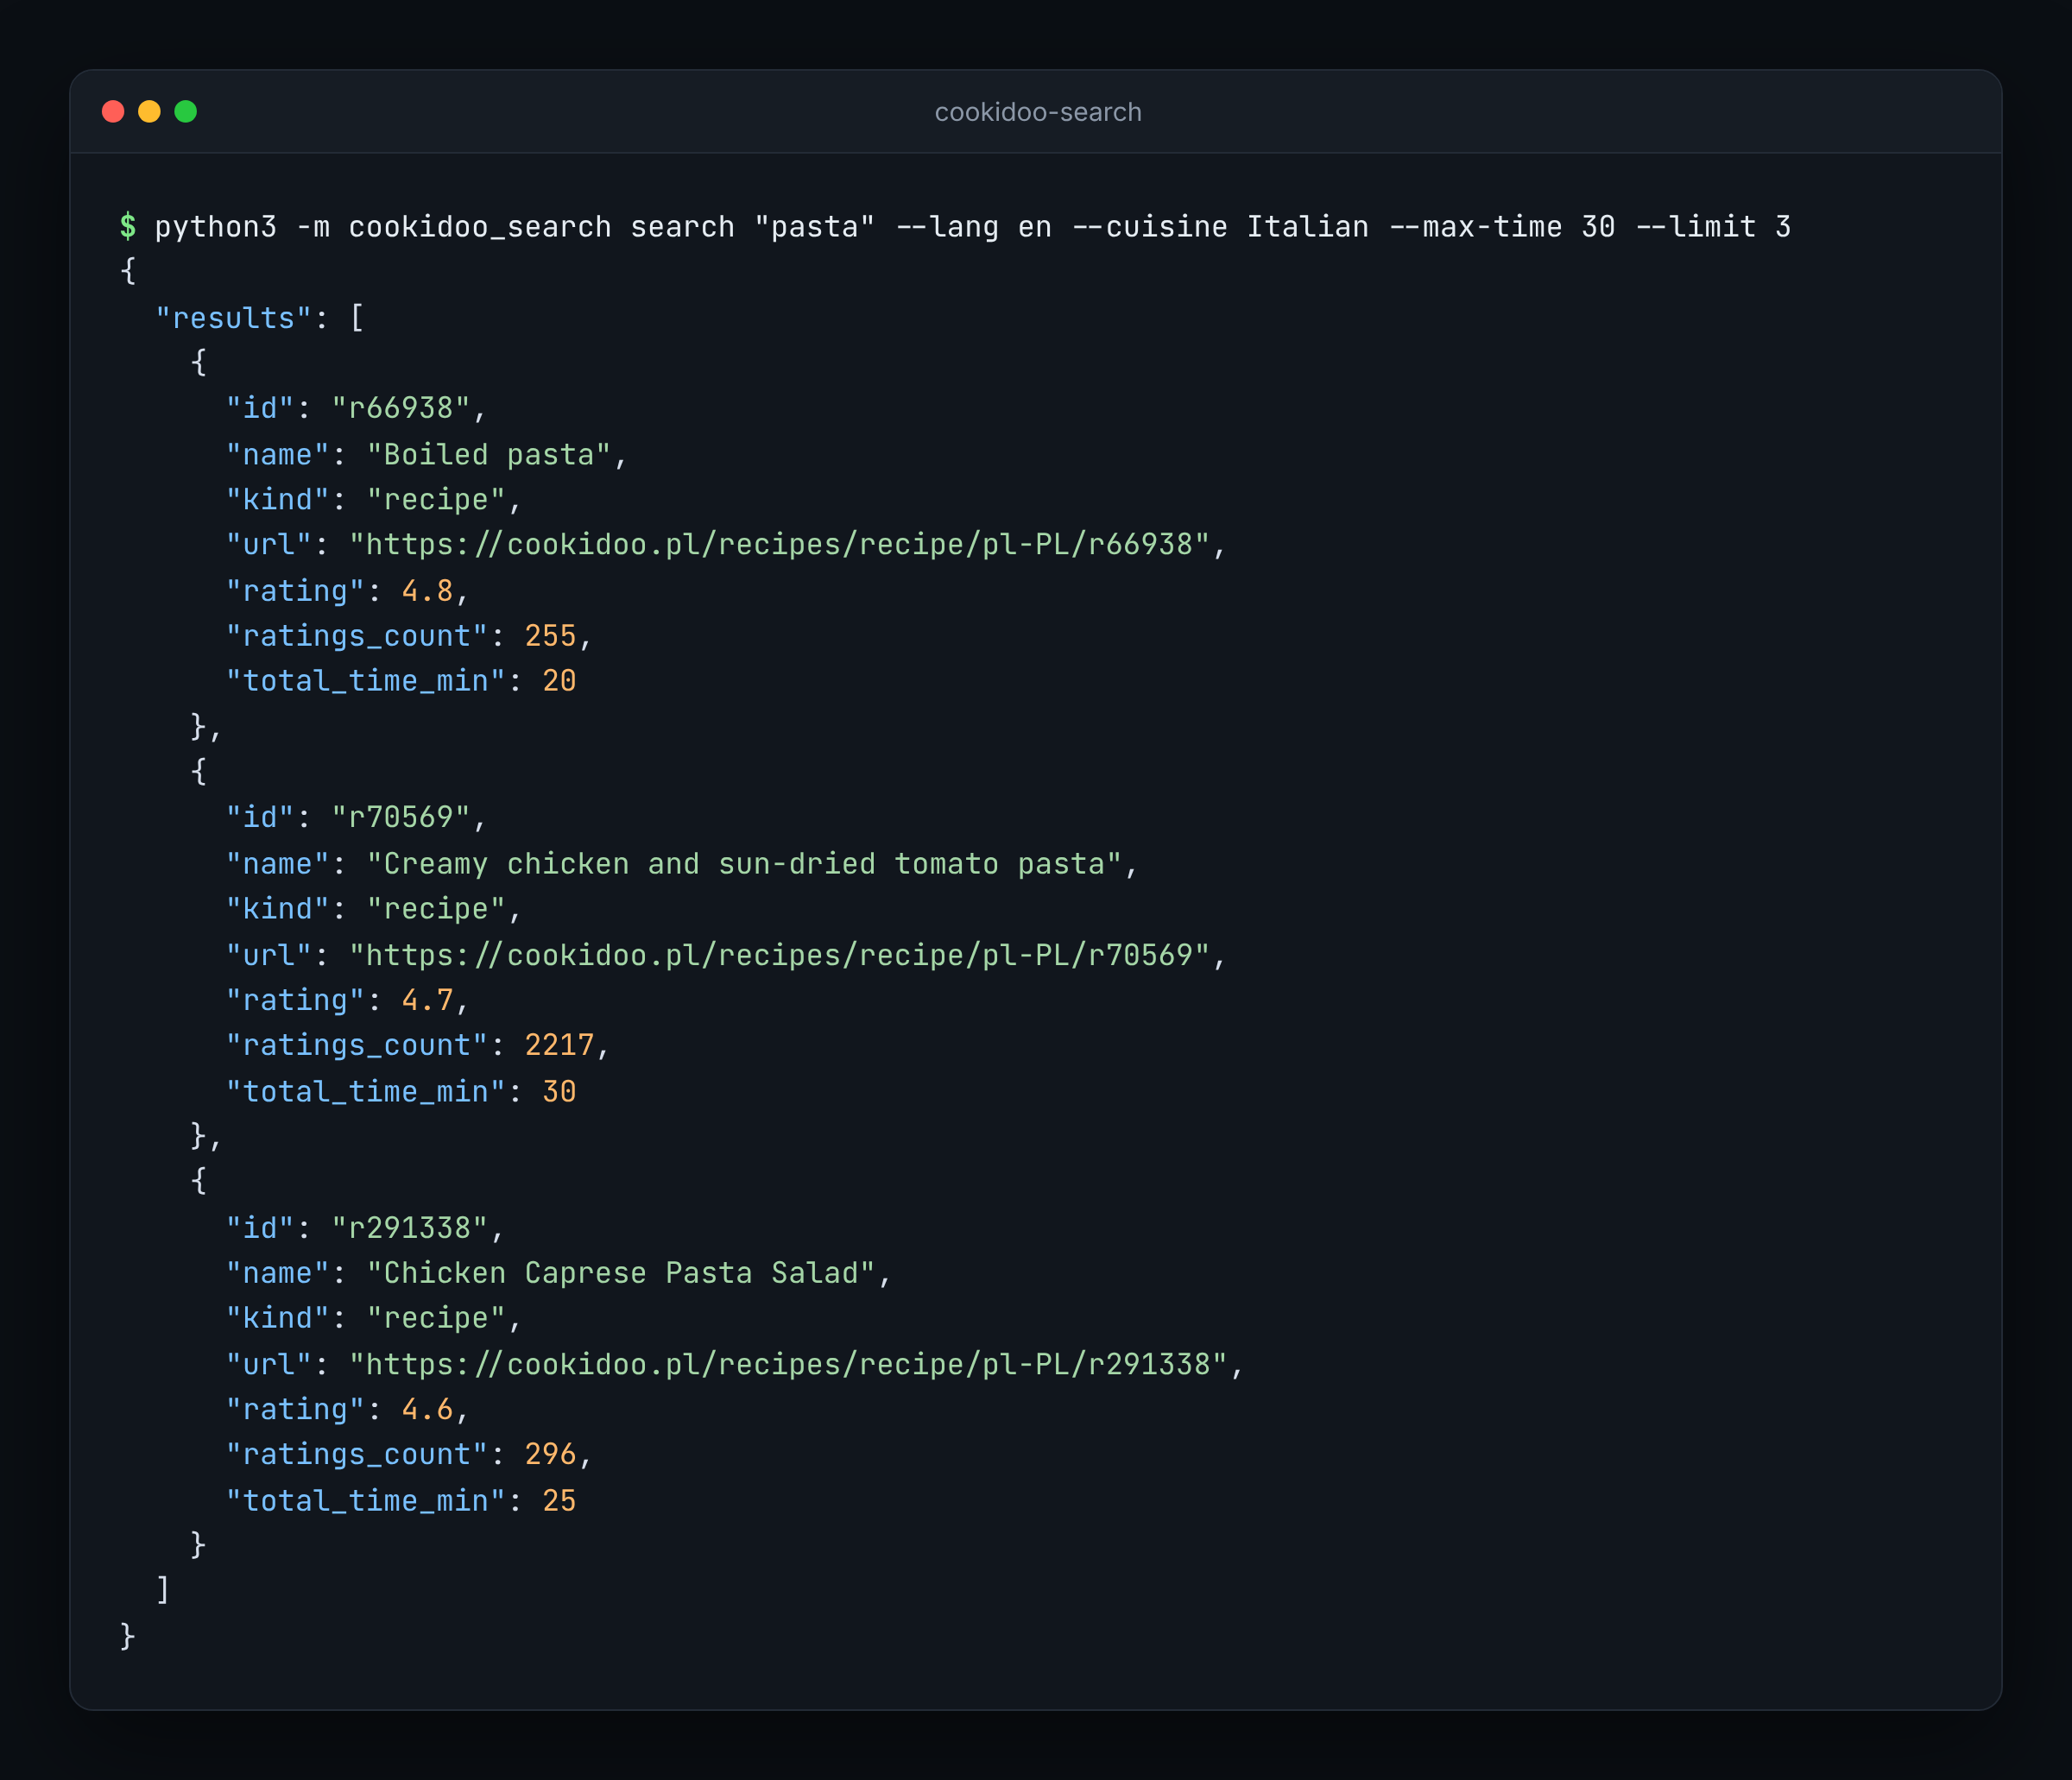 cookidoo-search
$ python3 -m cookidoo_search search "pasta" --lang en --cuisine Italian --max-time 30 --limit 3
{
  "results": [
    {
      "id": "r66938",
      "name": "Boiled pasta",
      "kind": "recipe",
      "url": "https://cookidoo.pl/recipes/recipe/pl-PL/r66938",
      "rating": 4.8,
      "ratings_count": 255,
      "total_time_min": 20
    },
    {
      "id": "r70569",
      "name": "Creamy chicken and sun-dried tomato pasta",
      "kind": "recipe",
      "url": "https://cookidoo.pl/recipes/recipe/pl-PL/r70569",
      "rating": 4.7,
      "ratings_count": 2217,
      "total_time_min": 30
    },
    {
      "id": "r291338",
      "name": "Chicken Caprese Pasta Salad",
      "kind": "recipe",
      "url": "https://cookidoo.pl/recipes/recipe/pl-PL/r291338",
      "rating": 4.6,
      "ratings_count": 296,
      "total_time_min": 25
    }
  ]
}